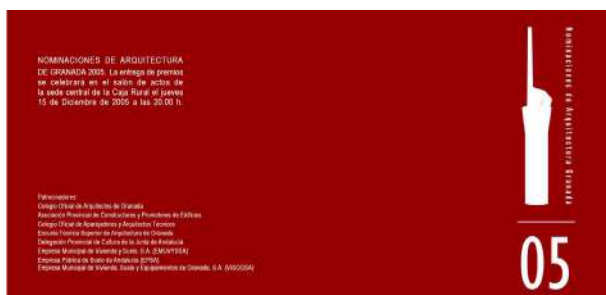 NOMINACIONES DE ARQUITECTURA
DE GRANADA 2005. La entrega de premios
se celebrará en el salón de actos de
la sede central de la Caja Rural el jueves
15 de Diciembre de 2005 a las 20.00 h.
Patrocinadores:
Colegio Oficial de Arquitectos de Granada
Asociación Provincial de Constructores y Promotores de Edificios
Colegio Oficial de Aparejadores y Arquitectos Técnicos
Escuela Técnica Superior de Arquitectura de Granada
Delegación Provincial de Cultura de la Junta de Andalucía
Empresa Municipal de Vivienda y Suelo, S.A. (EMUVYSSA)
Empresa Pública de Suelo de Andalucía (EPSA)
Empresa Municipal de Vivienda, Suelo y Equipamientos de Granada, S.A. (VISOGSA)
Nominaciones de Arquitectura Granada
05